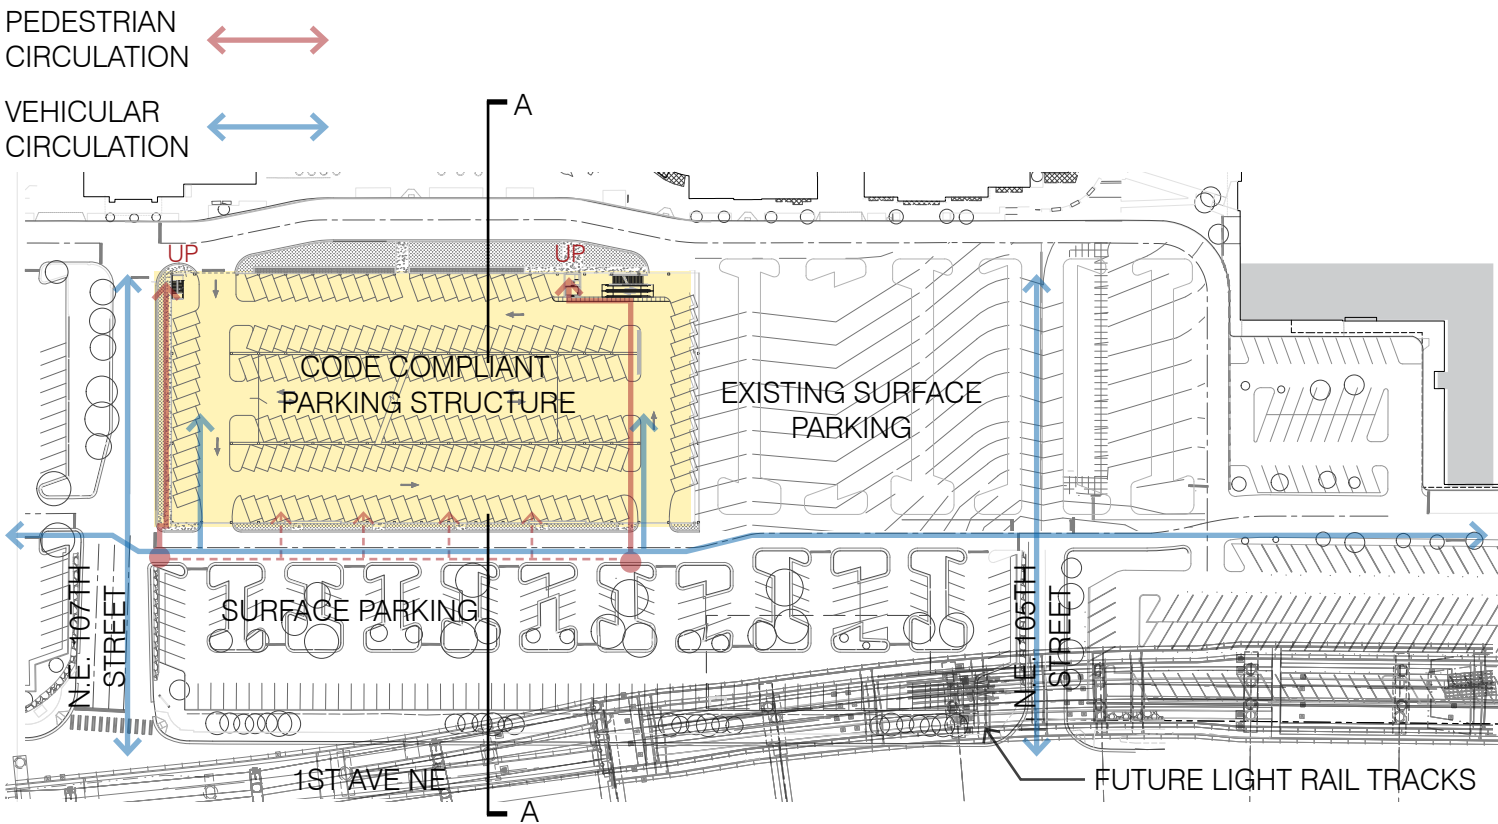 PEDESTRIAN
CIRCULATION
VEHICULAR
CIRCULATION
A
UP
UP
CODE COMPLIANT
PARKING STRUCTURE
EXISTING SURFACE
PARKING
SURFACE PARKING
N.E. 107TH
STREET
N.E. 105TH
STREET
1ST AVE NE
FUTURE LIGHT RAIL TRACKS
A